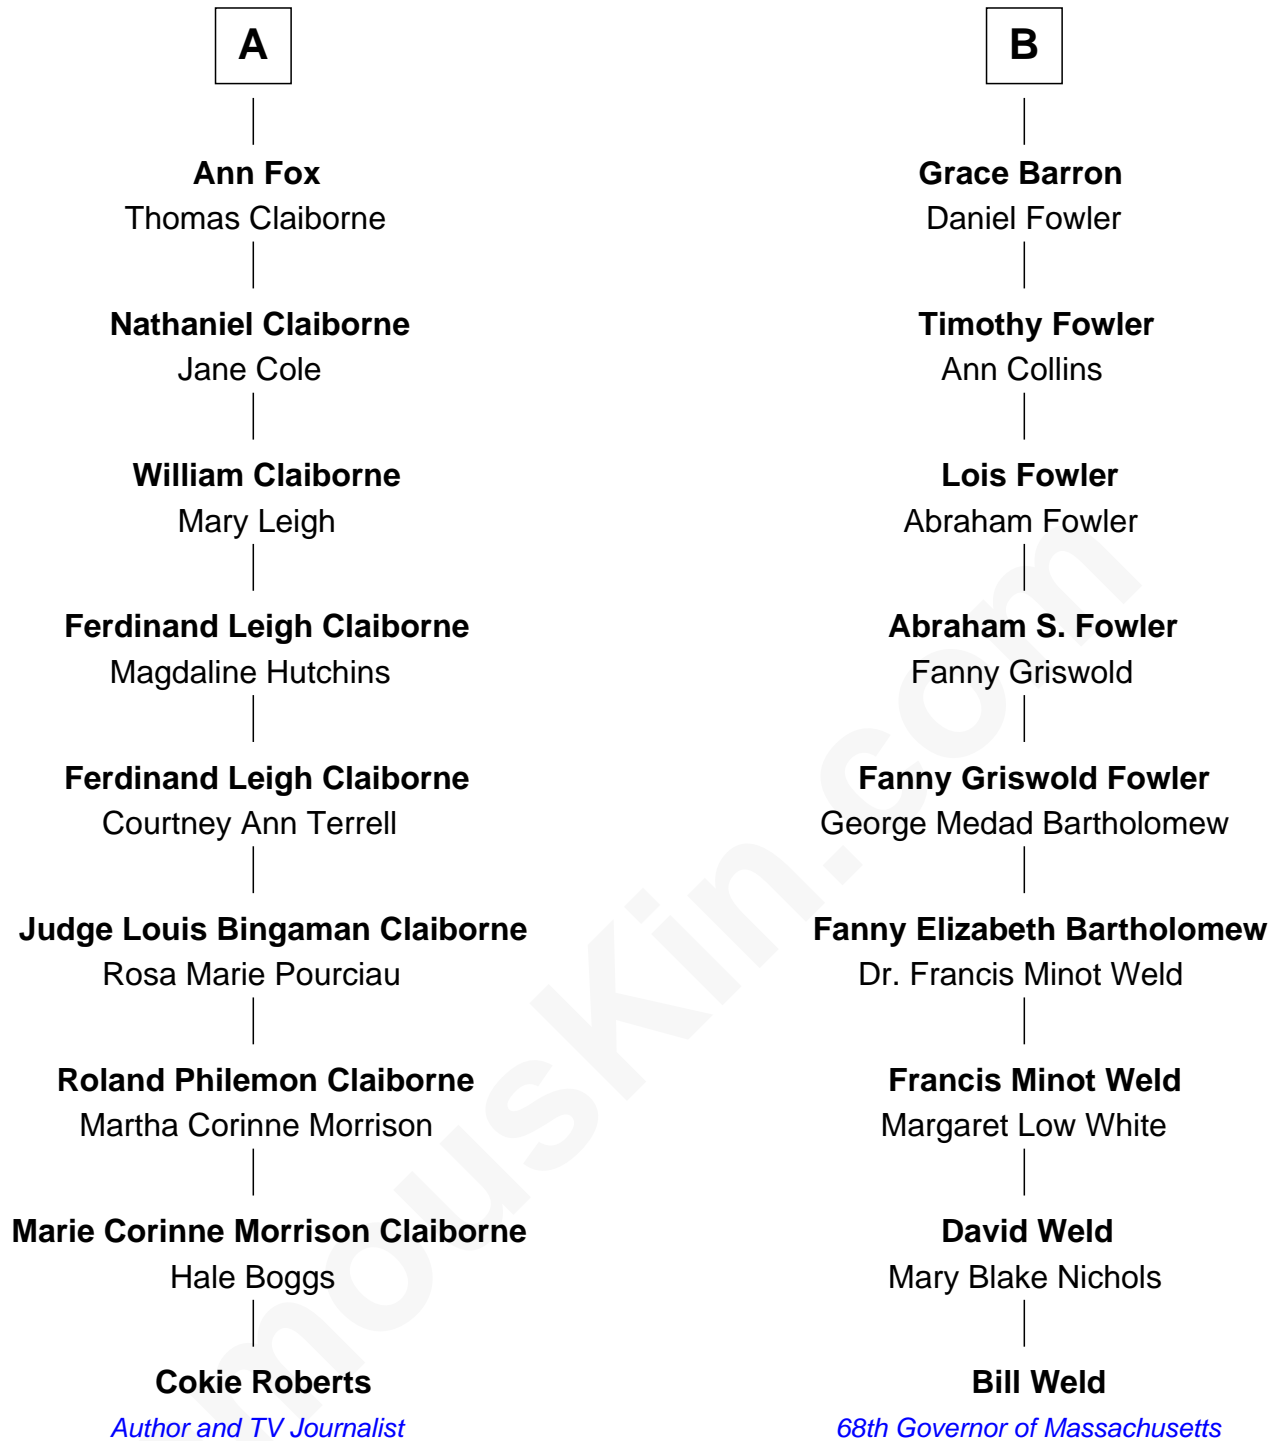 A
Ann Fox
Thomas Claiborne
Nathaniel Claiborne
Jane Cole
William Claiborne
Mary Leigh
Ferdinand Leigh Claiborne
Magdaline Hutchins
Ferdinand Leigh Claiborne
Courtney Ann Terrell
Judge Louis Bingaman Claiborne
Rosa Marie Pourciau
Roland Philemon Claiborne
Martha Corinne Morrison
Marie Corinne Morrison Claiborne
Hale Boggs
Cokie Roberts
Author and TV Journalist
B
Grace Barron
Daniel Fowler
Timothy Fowler
Ann Collins
Lois Fowler
Abraham Fowler
Abraham S. Fowler
Fanny Griswold
Fanny Griswold Fowler
George Medad Bartholomew
Fanny Elizabeth Bartholomew
Dr. Francis Minot Weld
Francis Minot Weld
Margaret Low White
David Weld
Mary Blake Nichols
Bill Weld
68th Governor of Massachusetts
mousKin.com